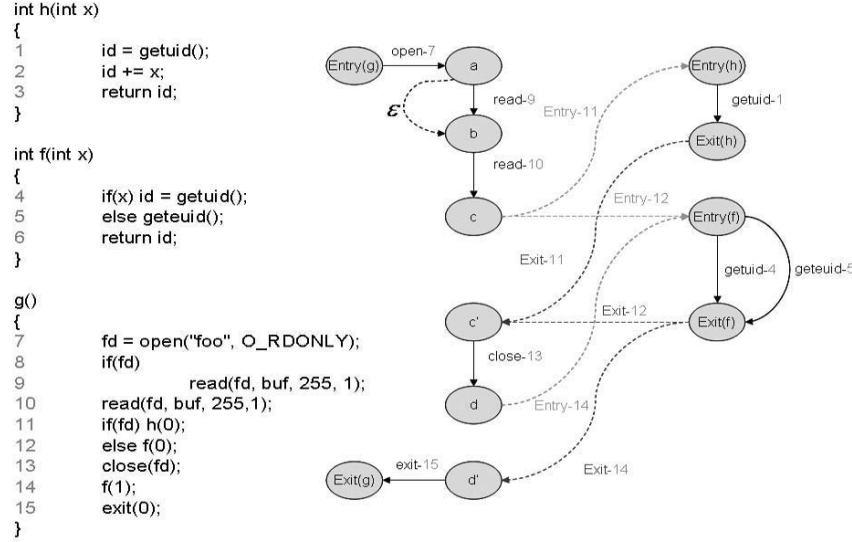 int h(int x)
{
1 id = getuid();
2 id += x;
3 return id;
}
int f(int x)
{
4 if(x) id = getuid();
5 else geteuid();
6 return id;
}
g()
{
7 fd = open("foo", O_RDONLY);
8 if(fd)
9 read(fd, buf, 255, 1);
10 read(fd, buf, 255,1);
11 if(fd) h(0);
12 else f(0);
13 close(fd);
14 f(1);
15 exit(0);
}
Entry(g)
open-7
a
Entry(h)
ε
read-9
Entry-11
getuid-1
b
Exit(h)
read-10
c
Entry-12
Entry(f)
Exit-11
getuid-4
geteuid-5
c'
Exit-12
Exit(f)
close-13
d
Entry-14
Exit(g)
exit-15
d'
Exit-14